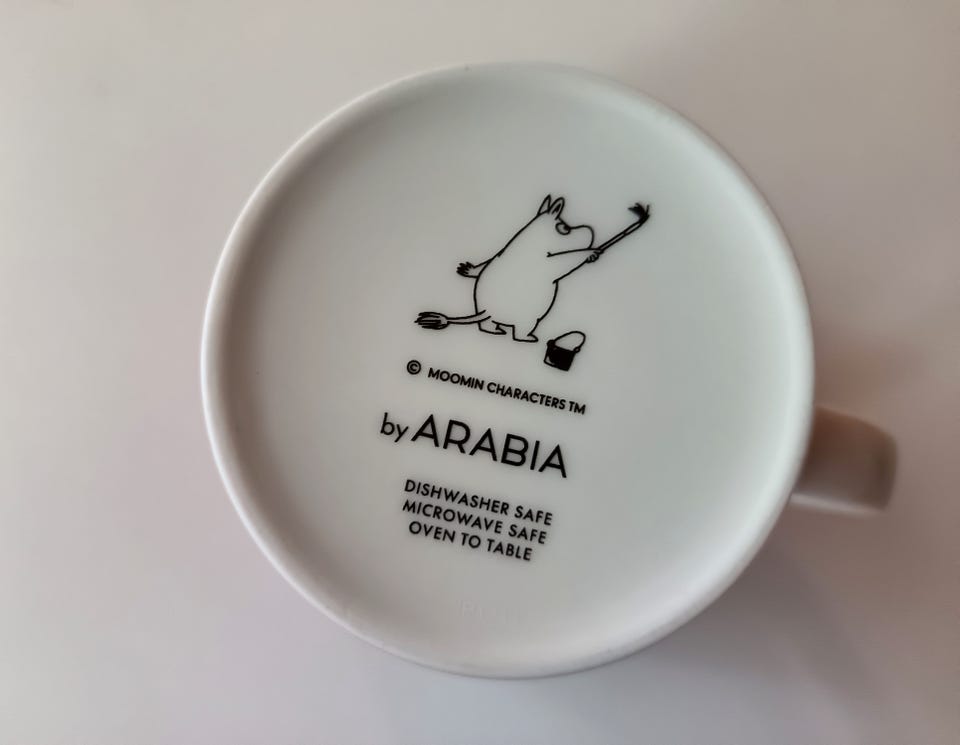 © MOOMIN CHARACTERS TM
by ARABIA
DISHWASHER SAFE
MICROWAVE SAFE
OVEN TO TABLE